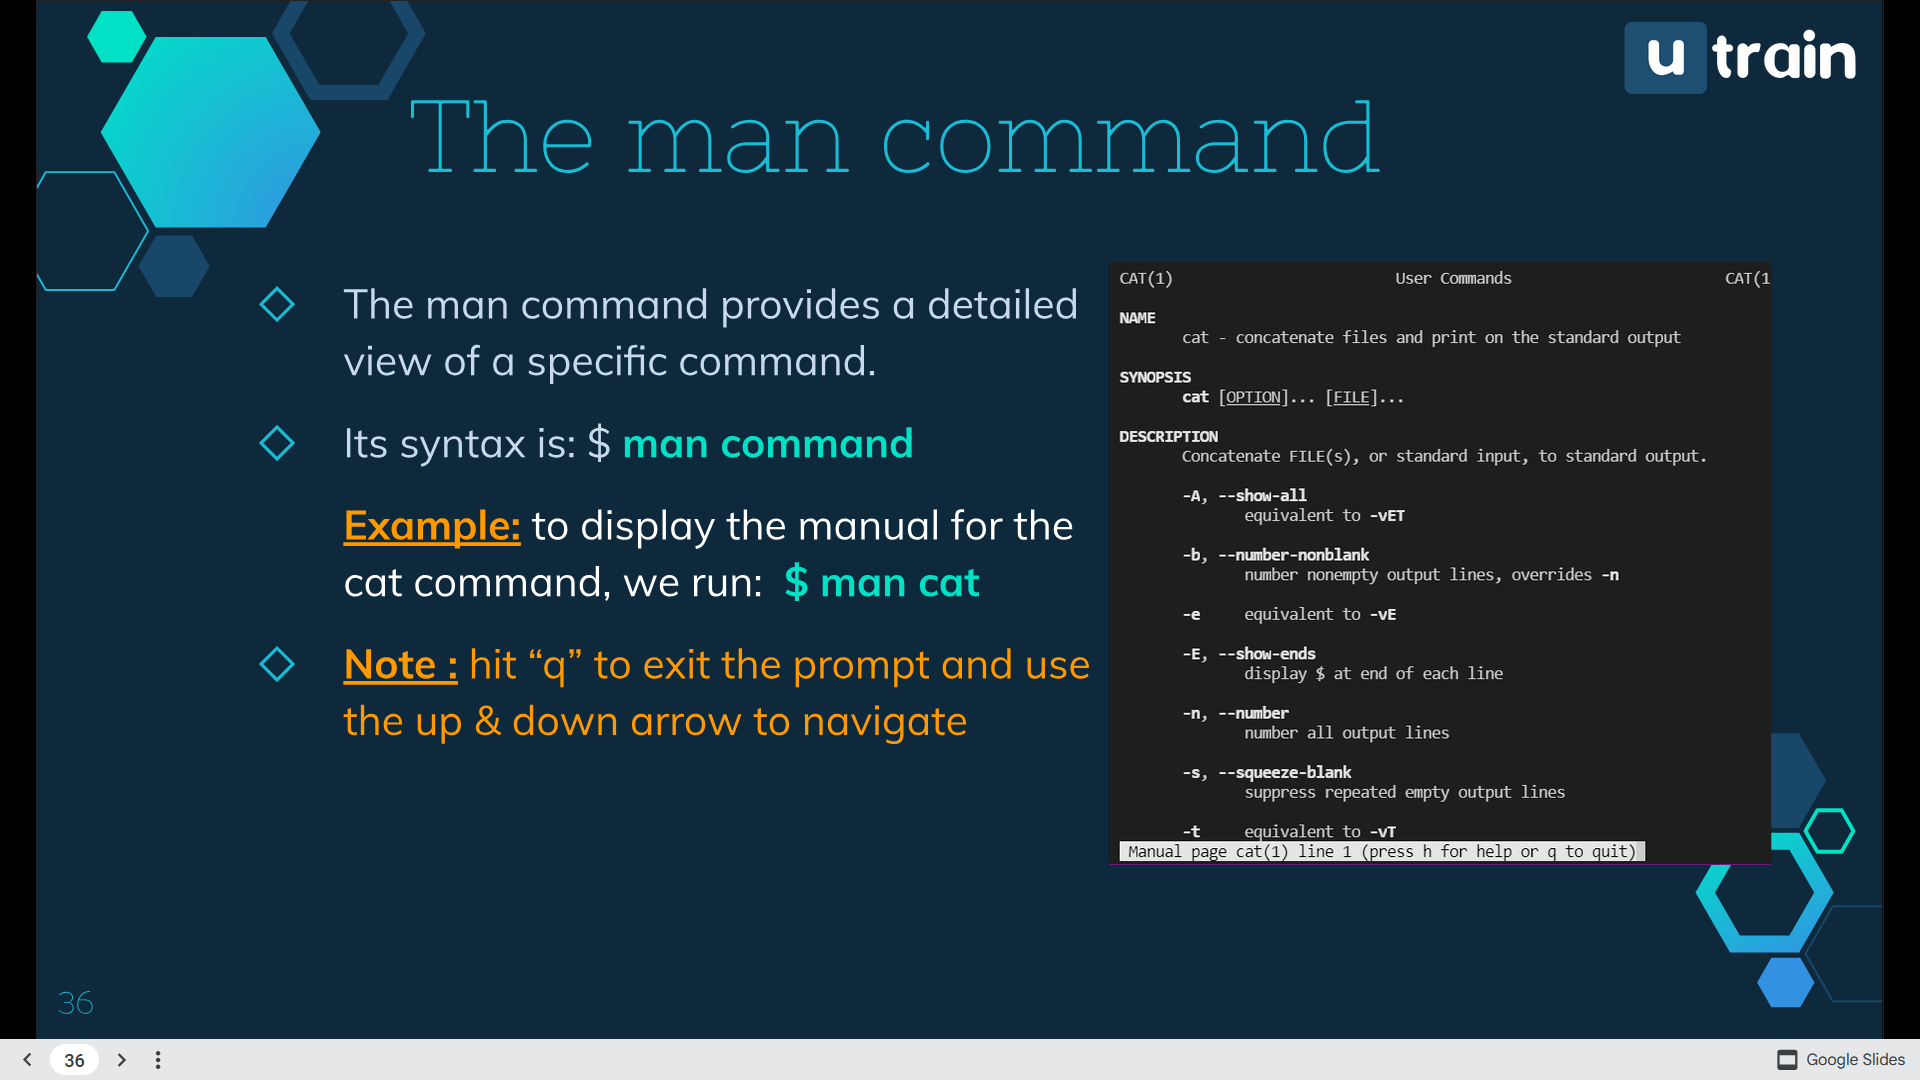 u train
The man command
The man command provides a detailed
view of a specific command.
Its syntax is: $ man command
Example: to display the manual for the
cat command, we run:  $ man cat
Note : hit “q” to exit the prompt and use
the up & down arrow to navigate
CAT(1)                         User Commands                        CAT(1
NAME
       cat - concatenate files and print on the standard output
SYNOPSIS
       cat [OPTION]... [FILE]...
DESCRIPTION
       Concatenate FILE(s), or standard input, to standard output.
       -A, --show-all
              equivalent to -vET
       -b, --number-nonblank
              number nonempty output lines, overrides -n
       -e     equivalent to -vE
       -E, --show-ends
              display $ at end of each line
       -n, --number
              number all output lines
       -s, --squeeze-blank
              suppress repeated empty output lines
       -t     equivalent to -vT
 Manual page cat(1) line 1 (press h for help or q to quit)
36
36
Google Slides